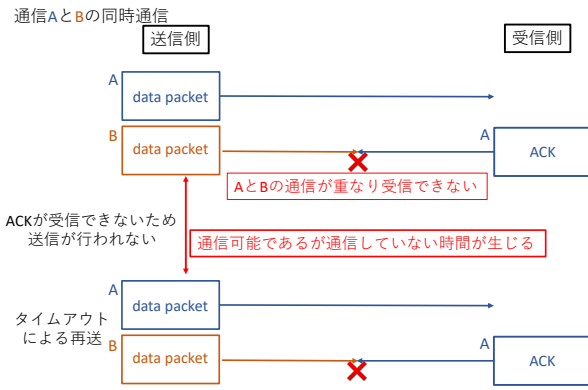 通信AとBの同時通信
送信側
受信側
A
data packet
B
data packet
A
ACK
AとBの通信が重なり受信できない
ACKが受信できないため
送信が行われない
通信可能であるが通信していない時間が生じる
A
data packet
タイムアウト
による再送
B
data packet
A
ACK